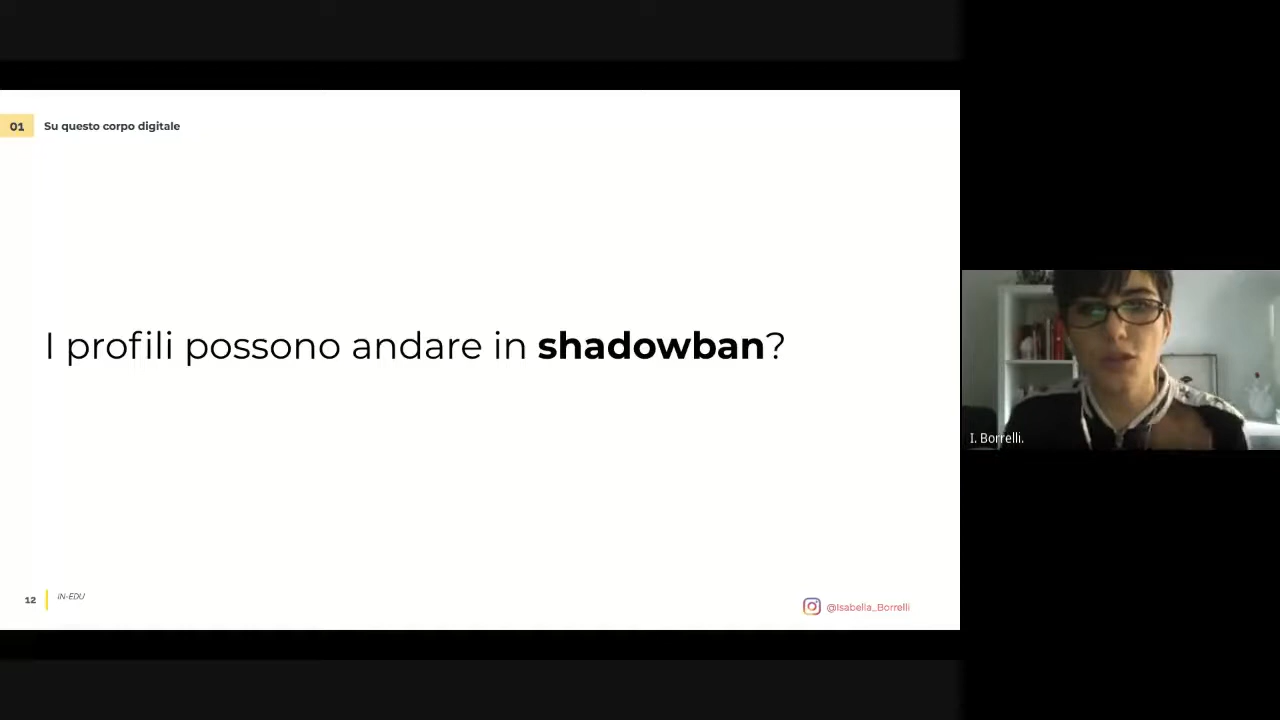 01 Su questo corpo digitale
I profili possono andare in shadowban?
I. Borrelli.
12 IN-EDU
@Isabella_Borrelli